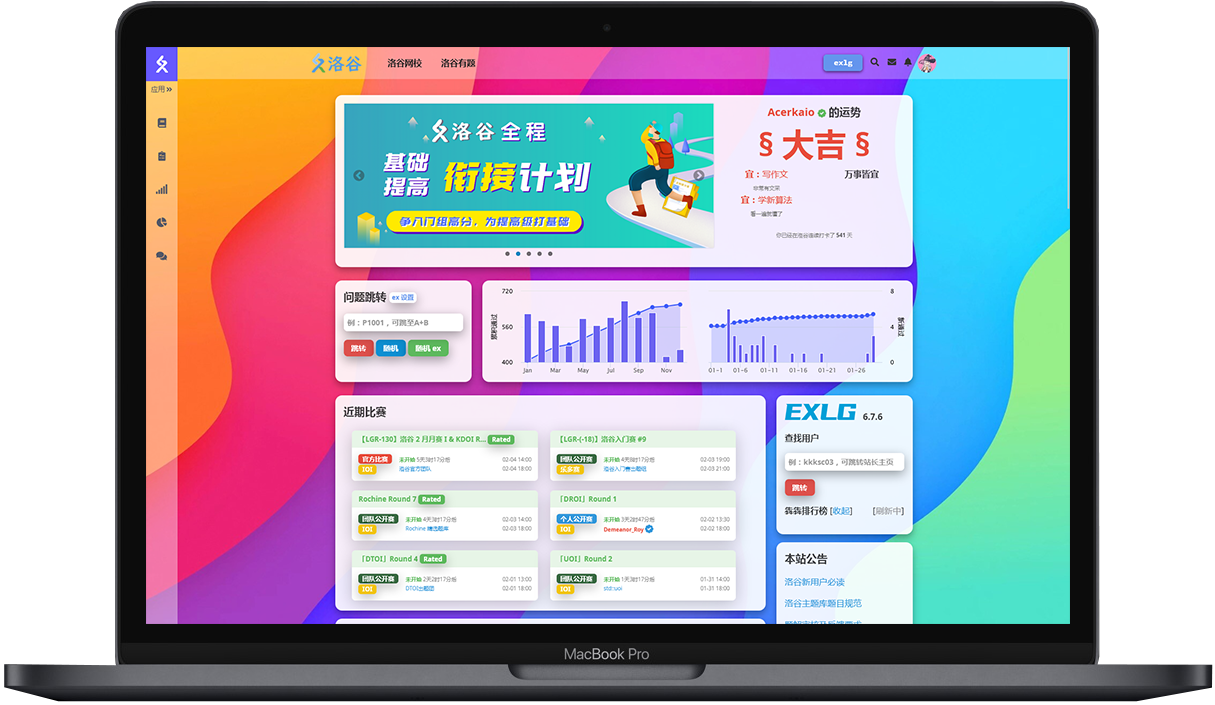 洛谷
洛谷网校
洛谷有题
exlg
应用
洛谷全程
基础
提高
衔接计划
争入门组高分,为提高级打基础
Acerkaio 的运势
§ 大吉 §
宜:写作文
万事皆宜
非常有文采
宜:学新算法
看一遍就懂了
你已经在洛谷连续打卡了 541 天
问题跳转 ex 设置
例:P1001,可跳至A+B
跳转
随机
随机 ex
720
560
400
Jan
Mar
May
Jul
Sep
Nov
8
4
0
01-1
01-6
01-11
01-16
01-21
01-26
近期比赛
【LGR-130】洛谷 2 月月赛 I & KDOI R... Rated
官方比赛
未开始 5天3时17分后
02-04 14:00
IOI
洛谷官方团队
02-04 18:00
【LGR-(-18)】洛谷入门赛 #9
团队公开赛
未开始 4天8时17分后
02-03 19:00
乐多赛
洛谷入门赛出题组
02-03 21:00
Rochine Round 7 Rated
团队公开赛
未开始 4天3时17分后
02-03 14:00
IOI
02-03 18:00
「DROI」Round 1
个人公开赛
未开始 3天2时47分后
02-02 13:30
IOI
Demeanor_Roy
02-02 18:00
「DTOI」Round 4 Rated
团队公开赛
未开始 2天2时17分后
02-01 13:00
IOI
DTOI出题团
02-01 18:00
「UOI」Round 2
团队公开赛
未开始 1天3时17分后
01-31 14:00
IOI
std::uoi
01-31 18:00
EXLG 6.7.6
查找用户
例:kkksc03,可跳转站长主页
跳转
犇犇排行榜 [收起]
[刷新中]
本站公告
洛谷新用户必读
洛谷主题库题目规范
MacBook Pro